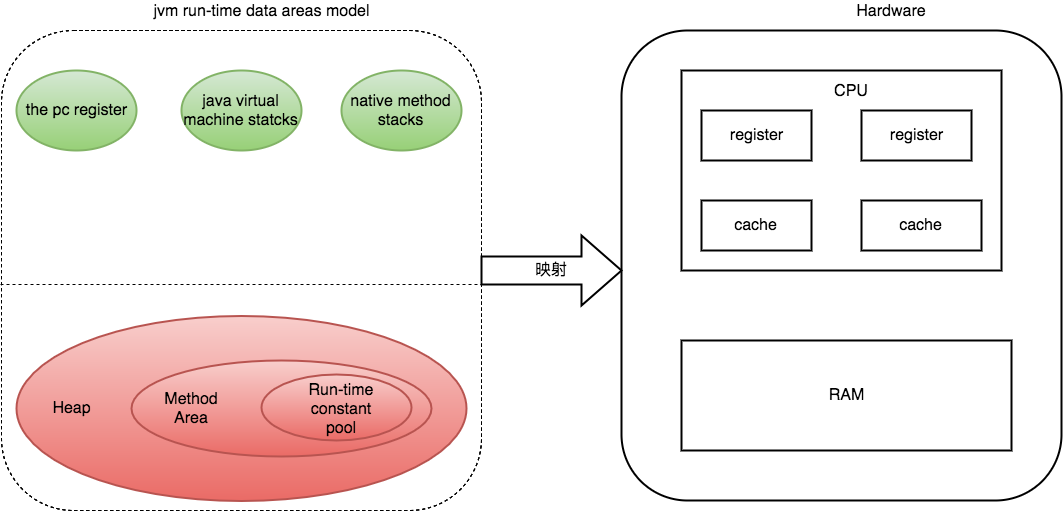 jvm run-time data areas model
Hardware
the pc register
java virtual
machine statcks
native method
stacks
CPU
register
register
cache
cache
映射
Heap
Method
Area
Run-time
constant
pool
RAM